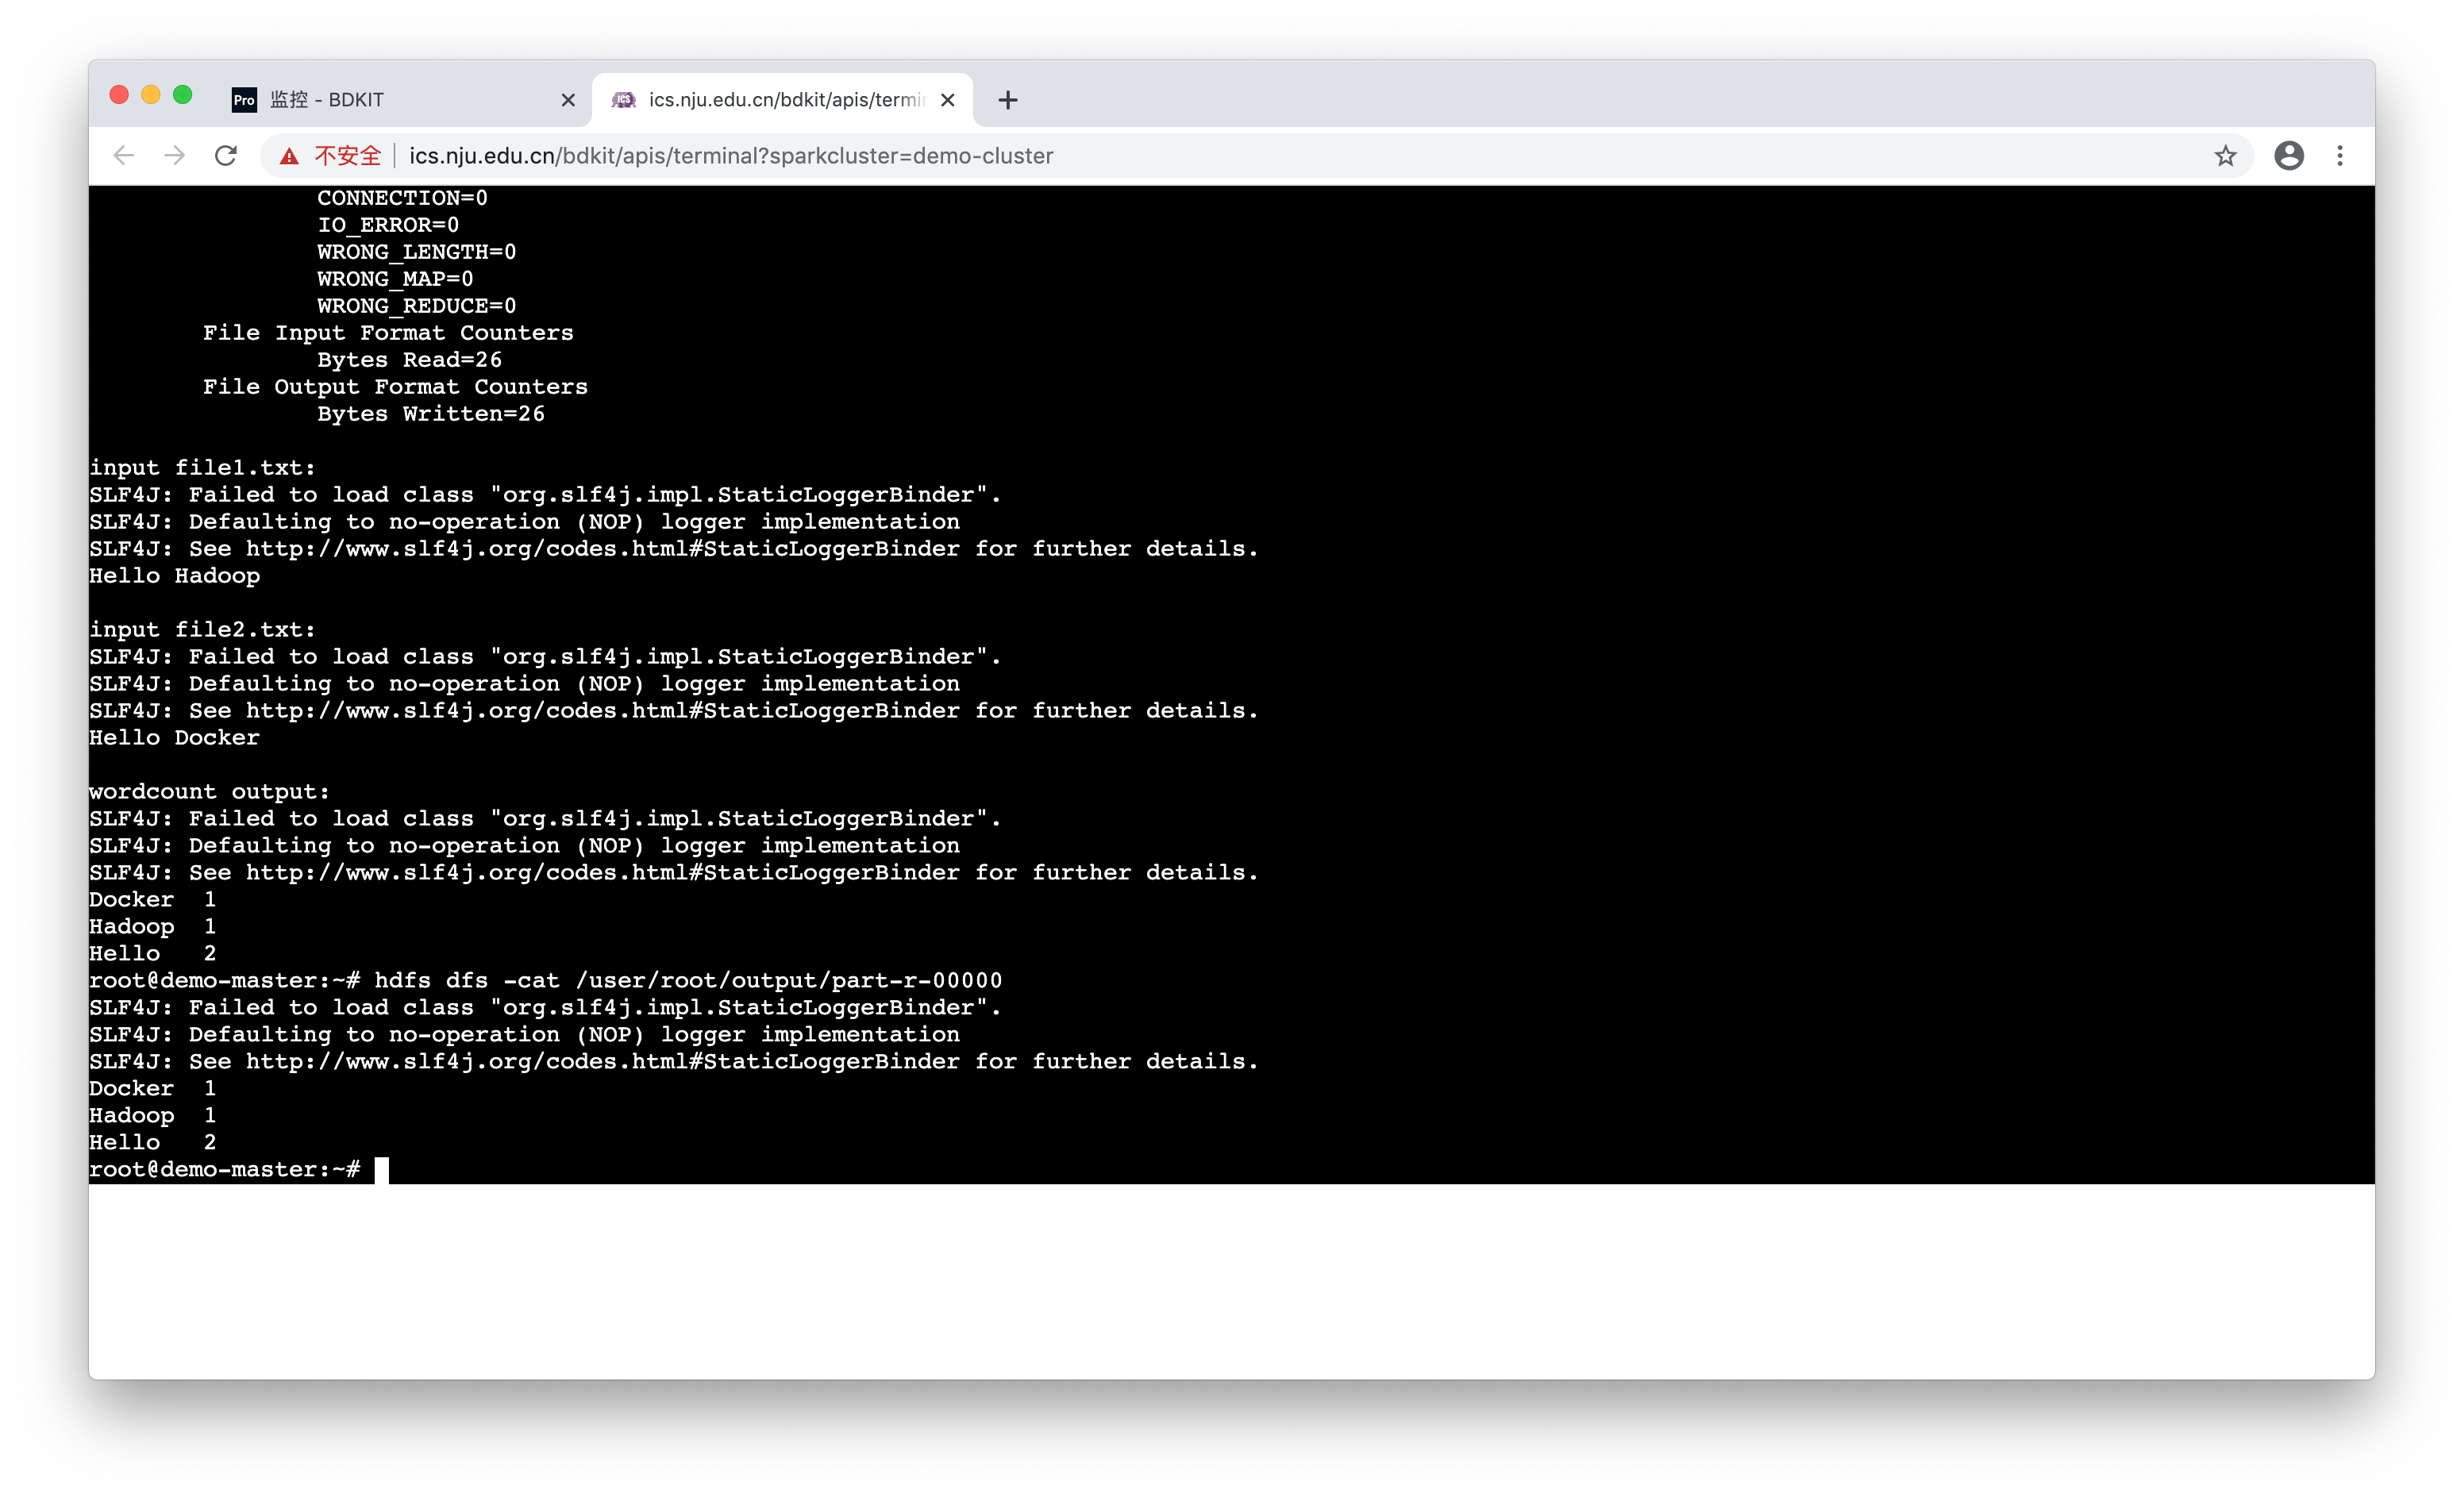 Pro 监控 - BDKIT
ICS ics.nju.edu.cn/bdkit/apis/termi
不安全 ics.nju.edu.cn/bdkit/apis/terminal?sparkcluster=demo-cluster
CONNECTION=0
IO_ERROR=0
WRONG_LENGTH=0
WRONG_MAP=0
WRONG_REDUCE=0
File Input Format Counters
Bytes Read=26
File Output Format Counters
Bytes Written=26
input file1.txt:
SLF4J: Failed to load class "org.slf4j.impl.StaticLoggerBinder".
SLF4J: Defaulting to no-operation (NOP) logger implementation
SLF4J: See http://www.slf4j.org/codes.html#StaticLoggerBinder for further details.
Hello Hadoop
input file2.txt:
SLF4J: Failed to load class "org.slf4j.impl.StaticLoggerBinder".
SLF4J: Defaulting to no-operation (NOP) logger implementation
SLF4J: See http://www.slf4j.org/codes.html#StaticLoggerBinder for further details.
Hello Docker
wordcount output:
SLF4J: Failed to load class "org.slf4j.impl.StaticLoggerBinder".
SLF4J: Defaulting to no-operation (NOP) logger implementation
SLF4J: See http://www.slf4j.org/codes.html#StaticLoggerBinder for further details.
Docker 1
Hadoop 1
Hello 2
root@demo-master:~# hdfs dfs -cat /user/root/output/part-r-00000
SLF4J: Failed to load class "org.slf4j.impl.StaticLoggerBinder".
SLF4J: Defaulting to no-operation (NOP) logger implementation
SLF4J: See http://www.slf4j.org/codes.html#StaticLoggerBinder for further details.
Docker 1
Hadoop 1
Hello 2
root@demo-master:~#